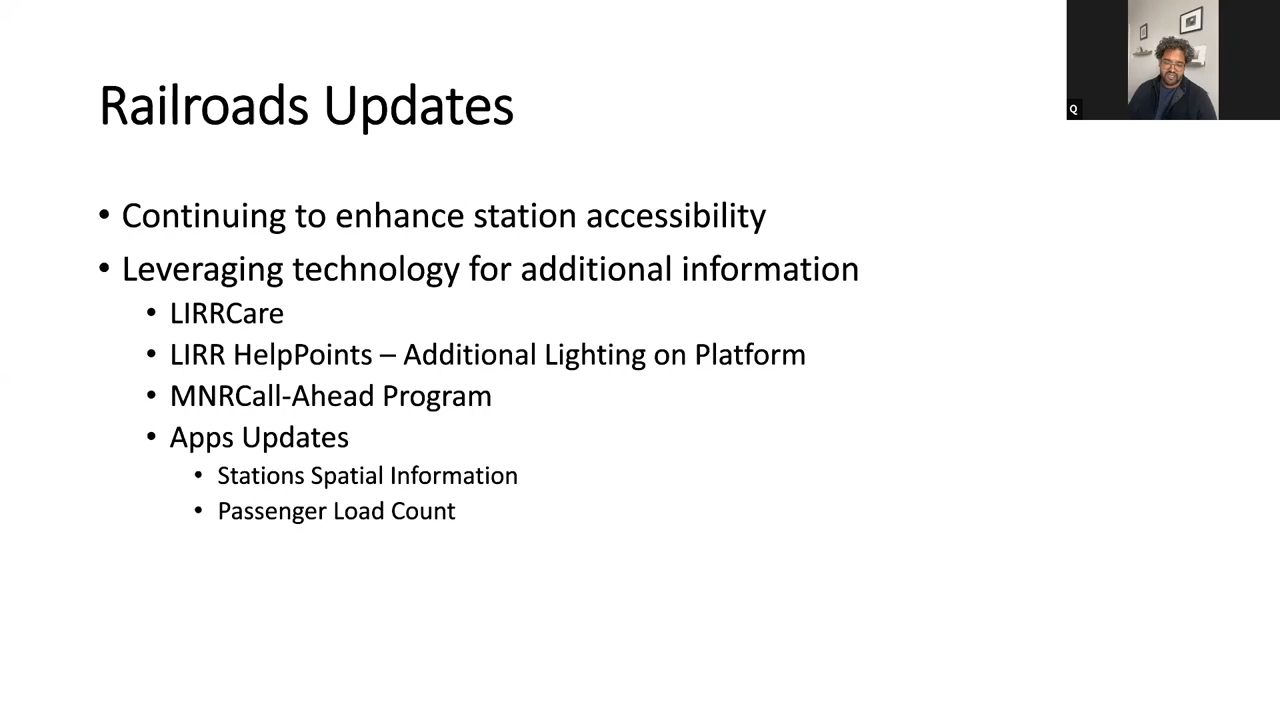 Railroads Updates
• Continuing to enhance station accessibility
• Leveraging technology for additional information
• LIRRCare
• LIRR HelpPoints – Additional Lighting on Platform
• MNRCall-Ahead Program
• Apps Updates
• Stations Spatial Information
• Passenger Load Count
Q